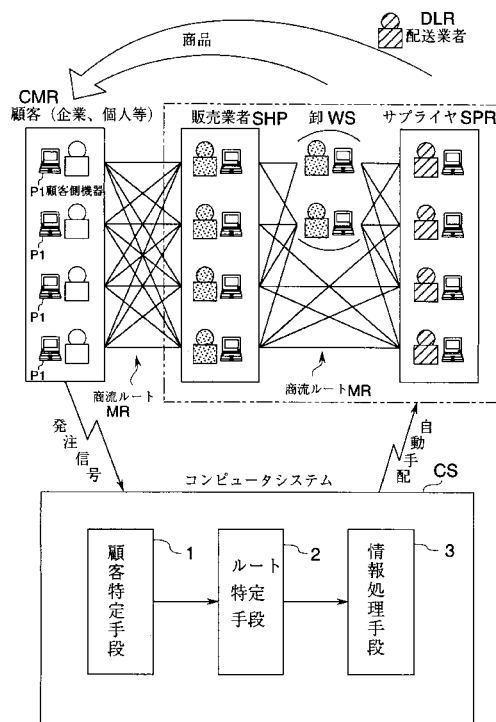 DLR
配送業者
商品
CMR
顧客（企業、個人等）
販売業者SHP
卸WS
サプライヤSPR
P1顧客側機器
P1
P1
P1
商流ルート
MR
商流ルートMR
発注信号
自動手配
コンピュータシステム
CS
顧客特定手段
1
ルート
特定
手段
2
情報処理手段
3